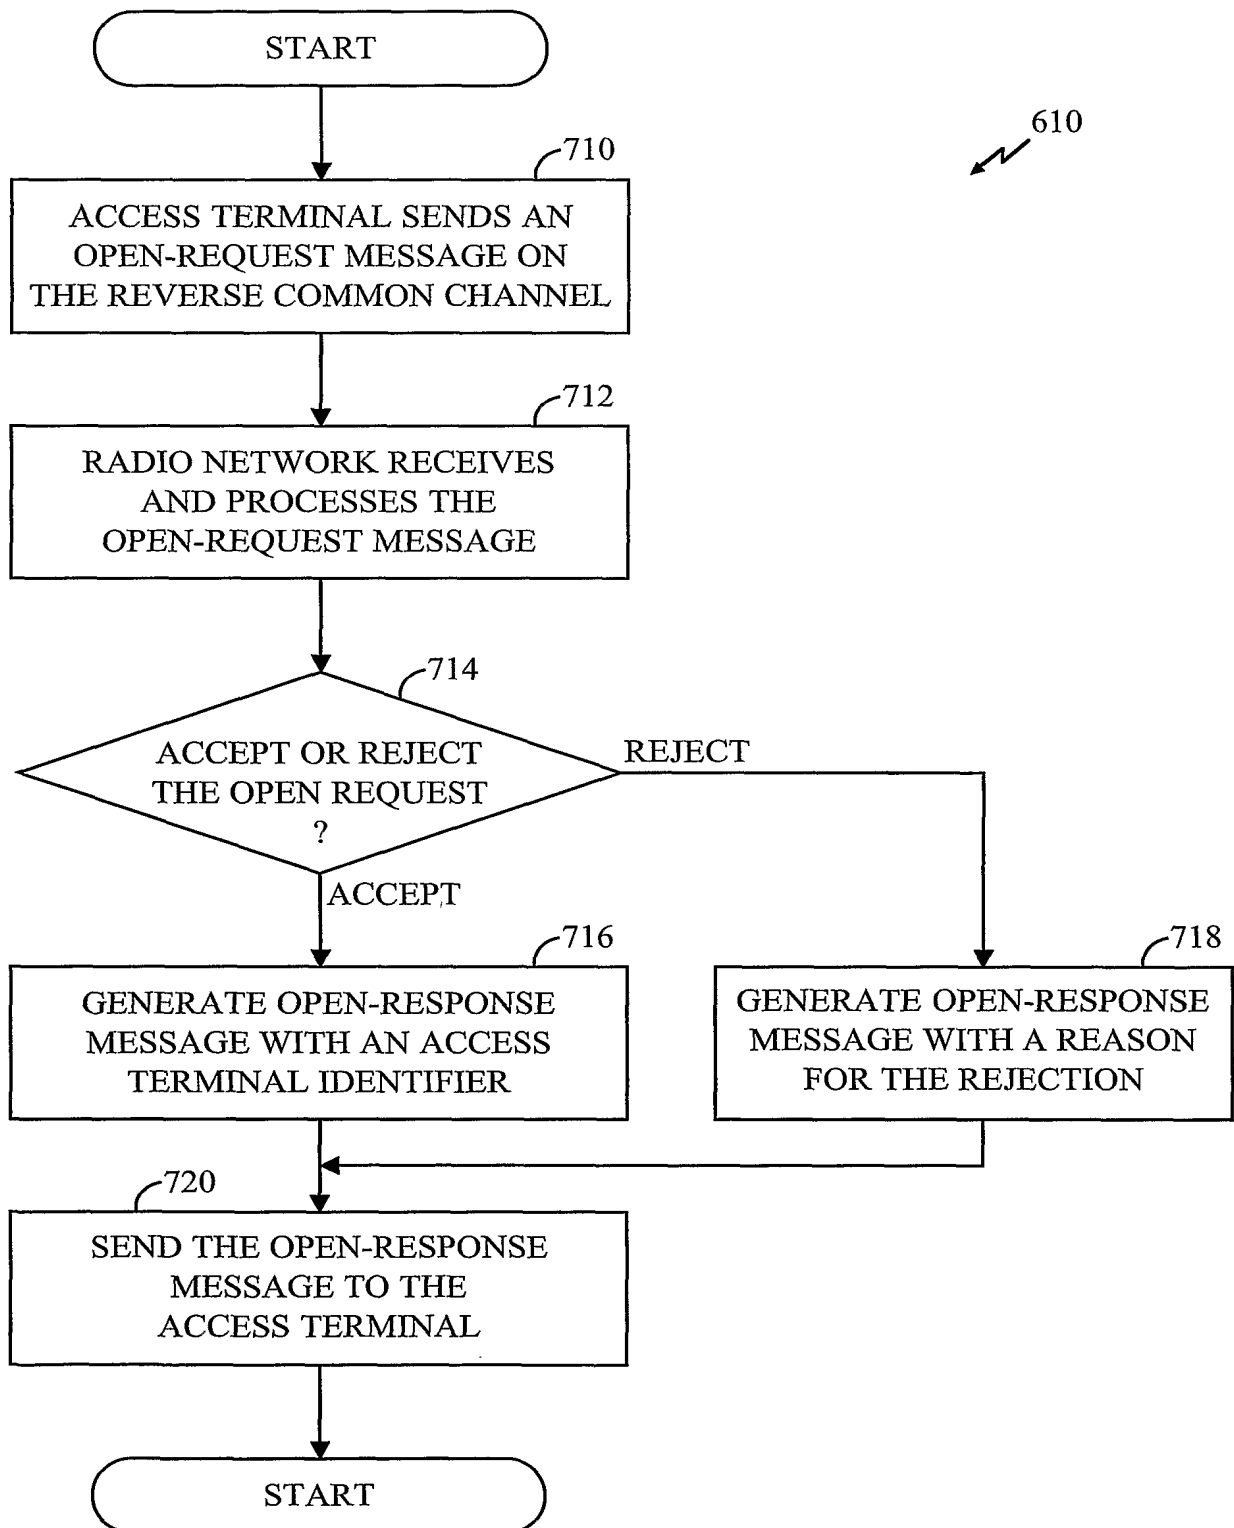 START
610
710
ACCESS TERMINAL SENDS AN
OPEN-REQUEST MESSAGE ON
THE REVERSE COMMON CHANNEL
712
RADIO NETWORK RECEIVES
AND PROCESSES THE
OPEN-REQUEST MESSAGE
714
ACCEPT OR REJECT
THE OPEN REQUEST
?
REJECT
ACCEPT
716
GENERATE OPEN-RESPONSE
MESSAGE WITH AN ACCESS
TERMINAL IDENTIFIER
718
GENERATE OPEN-RESPONSE
MESSAGE WITH A REASON
FOR THE REJECTION
720
SEND THE OPEN-RESPONSE
MESSAGE TO THE
ACCESS TERMINAL
START